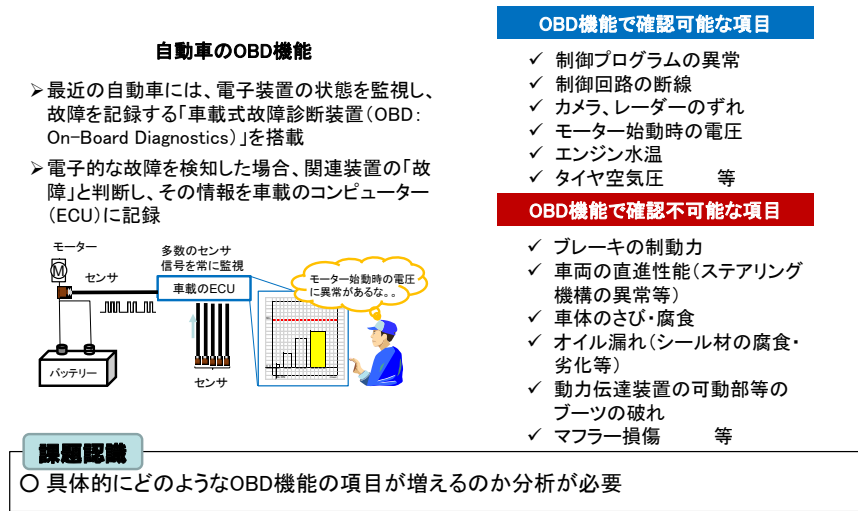 自動車のOBD機能
➢最近の自動車には、電子装置の状態を監視し、
故障を記録する「車載式故障診断装置(OBD:
On-Board Diagnostics)」を搭載
➢電子的な故障を検知した場合、関連装置の「故
障」と判断し、その情報を車載のコンピューター
(ECU)に記録
モーター
M
センサ
多数のセンサ
信号を常に監視
車載のECU
モーター始動時の電圧
に異常があるな。。
バッテリー
センサ
OBD機能で確認可能な項目
✓ 制御プログラムの異常
✓ 制御回路の断線
✓ カメラ、レーダーのずれ
✓ モーター始動時の電圧
✓ エンジン水温
✓ タイヤ空気圧 等
OBD機能で確認不可能な項目
✓ ブレーキの制動力
✓ 車両の直進性能(ステアリング
機構の異常等)
✓ 車体のさび・腐食
✓ オイル漏れ(シール材の腐食・
劣化等)
✓ 動力伝達装置の可動部等の
ブーツの破れ
✓ マフラー損傷 等
課題認識
〇 具体的にどのようなOBD機能の項目が増えるのか分析が必要